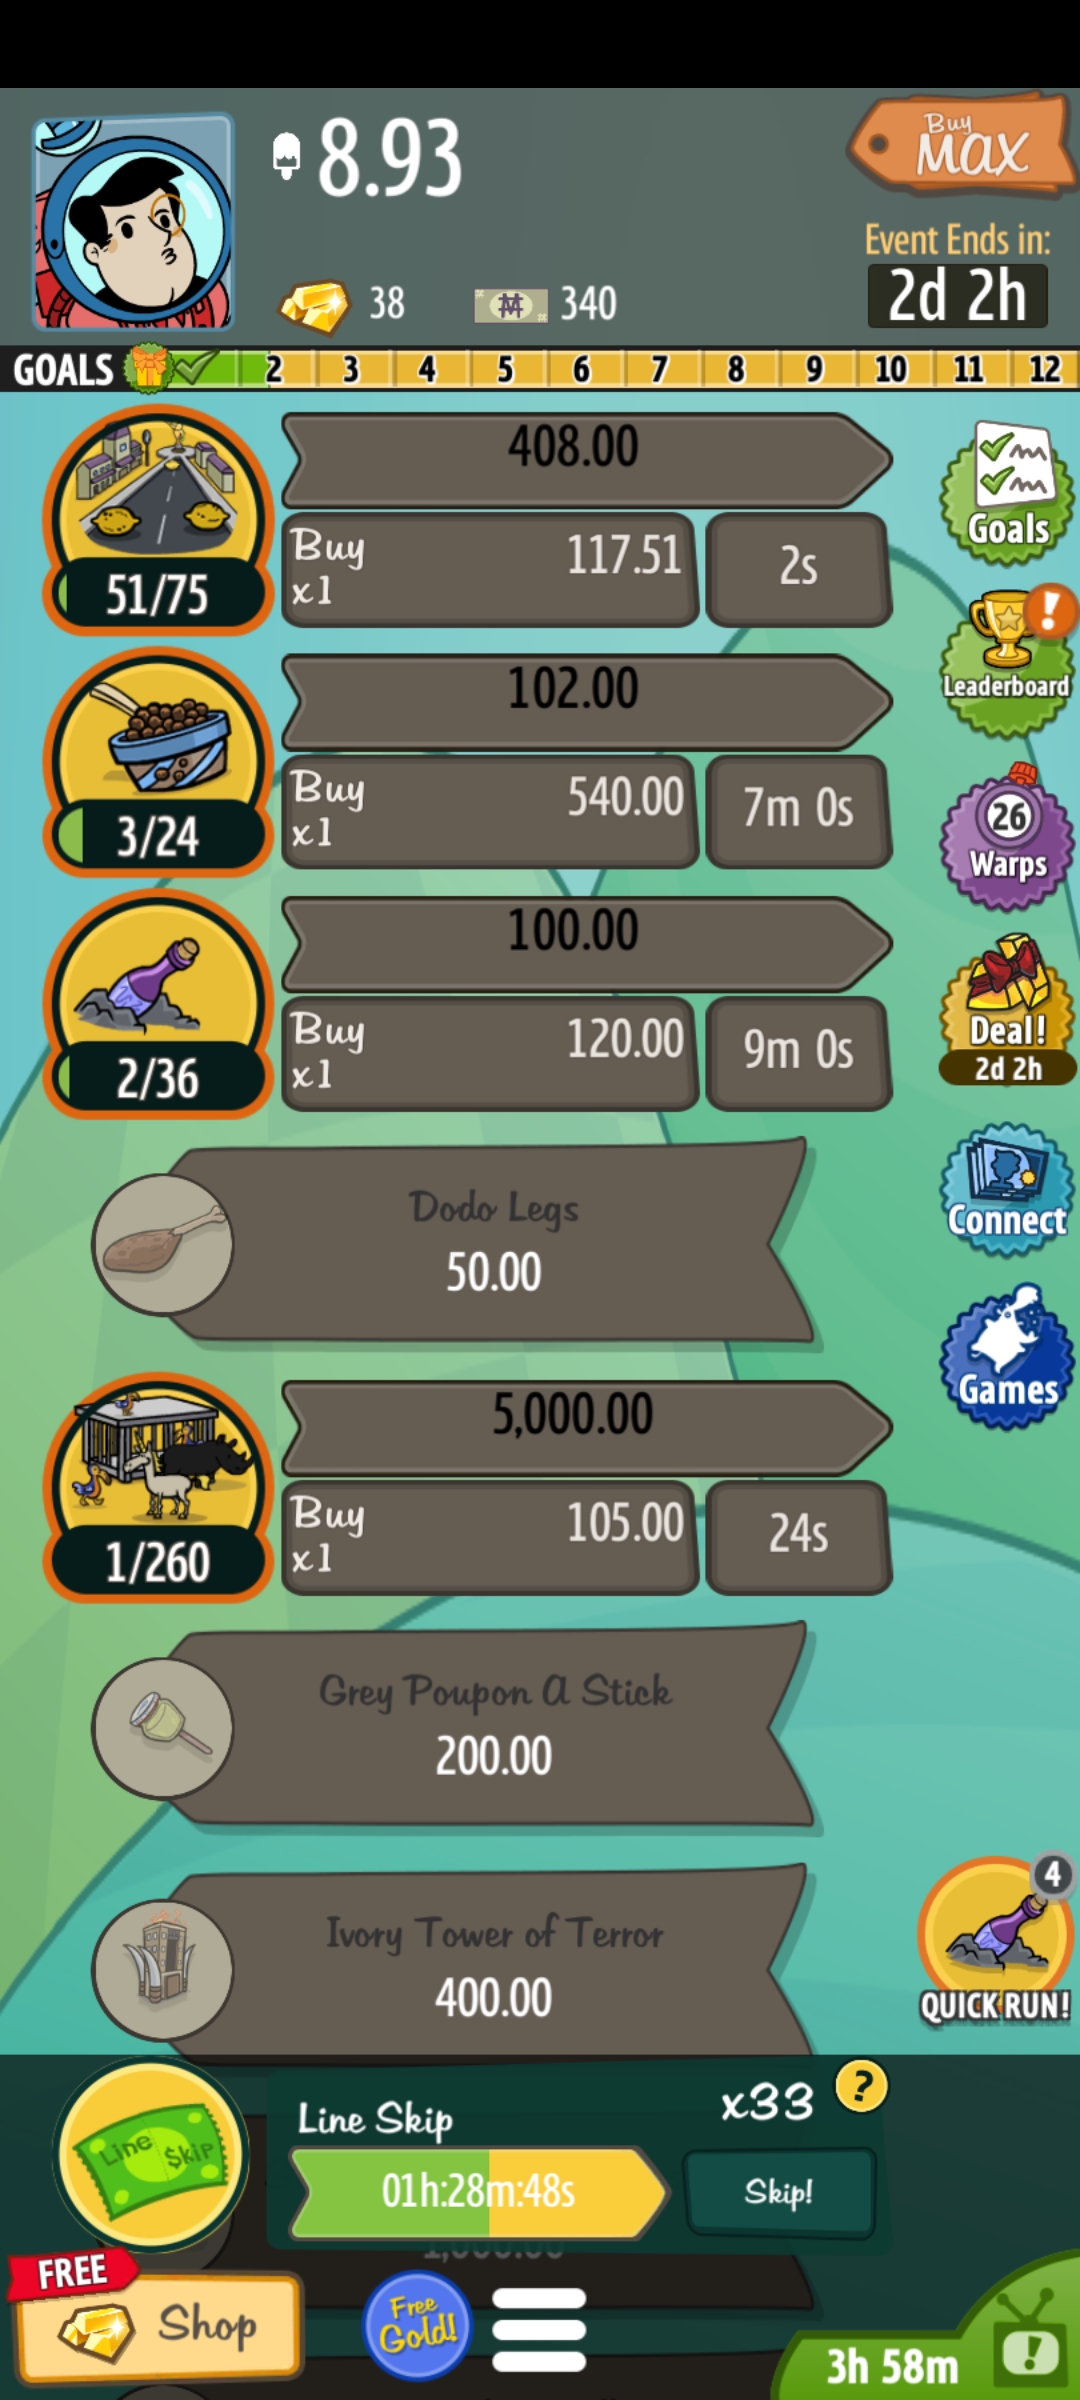 8.93
Buy
MAX
Event Ends in:
2d 2h
38
340
GOALS 2 3 4 5 6 7 8 9 10 11 12
408.00
Buy
x1
117.51
2s
51/75
Goals
102.00
Buy
x1
540.00
7m 0s
3/24
!
Leaderboard
100.00
Buy
x1
120.00
9m 0s
2/36
26
Warps
Deal!
2d 2h
Dodo Legs
50.00
Connect
5,000.00
Buy
x1
105.00
24s
1/260
Games
Grey Poupon A Stick
200.00
Ivory Tower of Terror
400.00
4
QUICK RUN!
Line $kip
Line Skip
x33
?
01h:28m:48s
Skip!
1,000.00
FREE
Shop
Free
Gold!
3h 58m
!